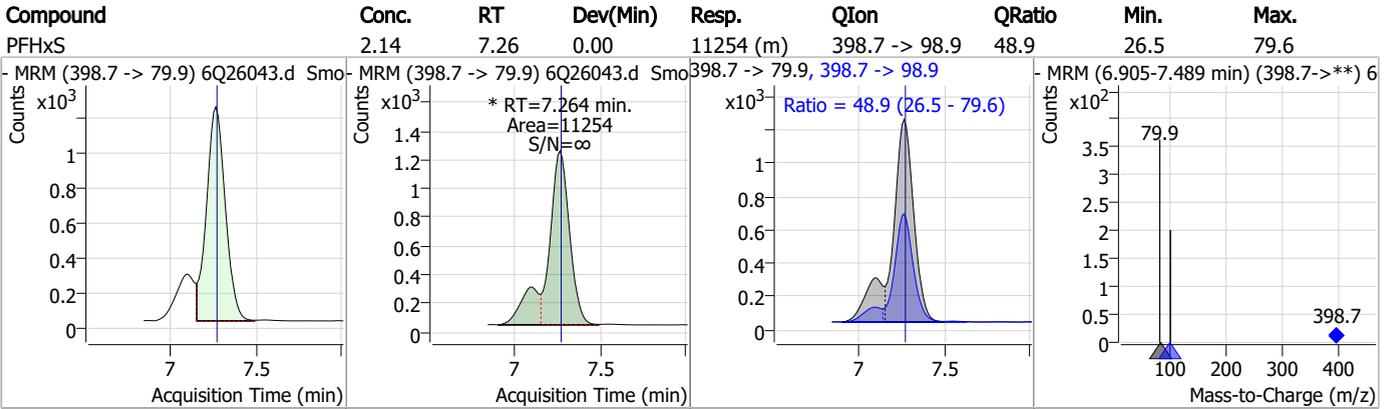 Compound Conc. RT Dev(Min) Resp. QIon QRatio Min. Max.
PFHxS 2.14 7.26 0.00 11254 (m) 398.7 -> 98.9 48.9 26.5 79.6
- MRM (398.7 -> 79.9) 6Q26043.d Smo
Counts
x10³
1
0.8
0.6
0.4
0.2
0
7 7.5
Acquisition Time (min)
- MRM (398.7 -> 79.9) 6Q26043.d Smo
Counts
x10³
* RT=7.264 min.
Area=11254
S/N=∞
1.4
1.2
1
0.8
0.6
0.4
0.2
0
7 7.5
Acquisition Time (min)
398.7 -> 79.9, 398.7 -> 98.9
x10³
Ratio = 48.9 (26.5 - 79.6)
1
0.8
0.6
0.4
0.2
0
7 7.5
Acquisition Time (min)
- MRM (6.905-7.489 min) (398.7->**) 6
Counts
x10²
79.9
3.5
3
2.5
2
1.5
1
0.5
0
398.7
100 200 300 400
Mass-to-Charge (m/z)